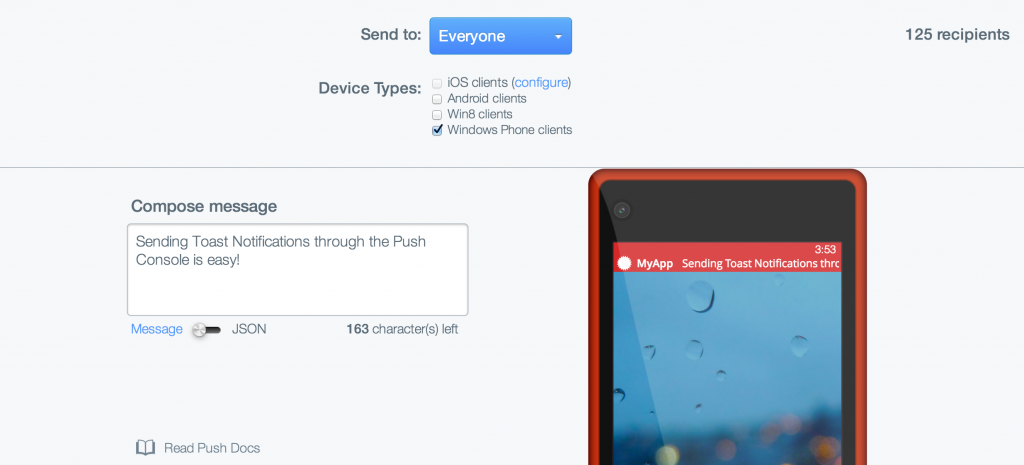 Send to: Everyone 125 recipients
Device Types: iOS clients (configure)
Android clients
Win8 clients
Windows Phone clients
Compose message
Sending Toast Notifications through the Push
Console is easy!
Message JSON 163 character(s) left
Read Push Docs
3:53
MyApp Sending Toast Notifications thro